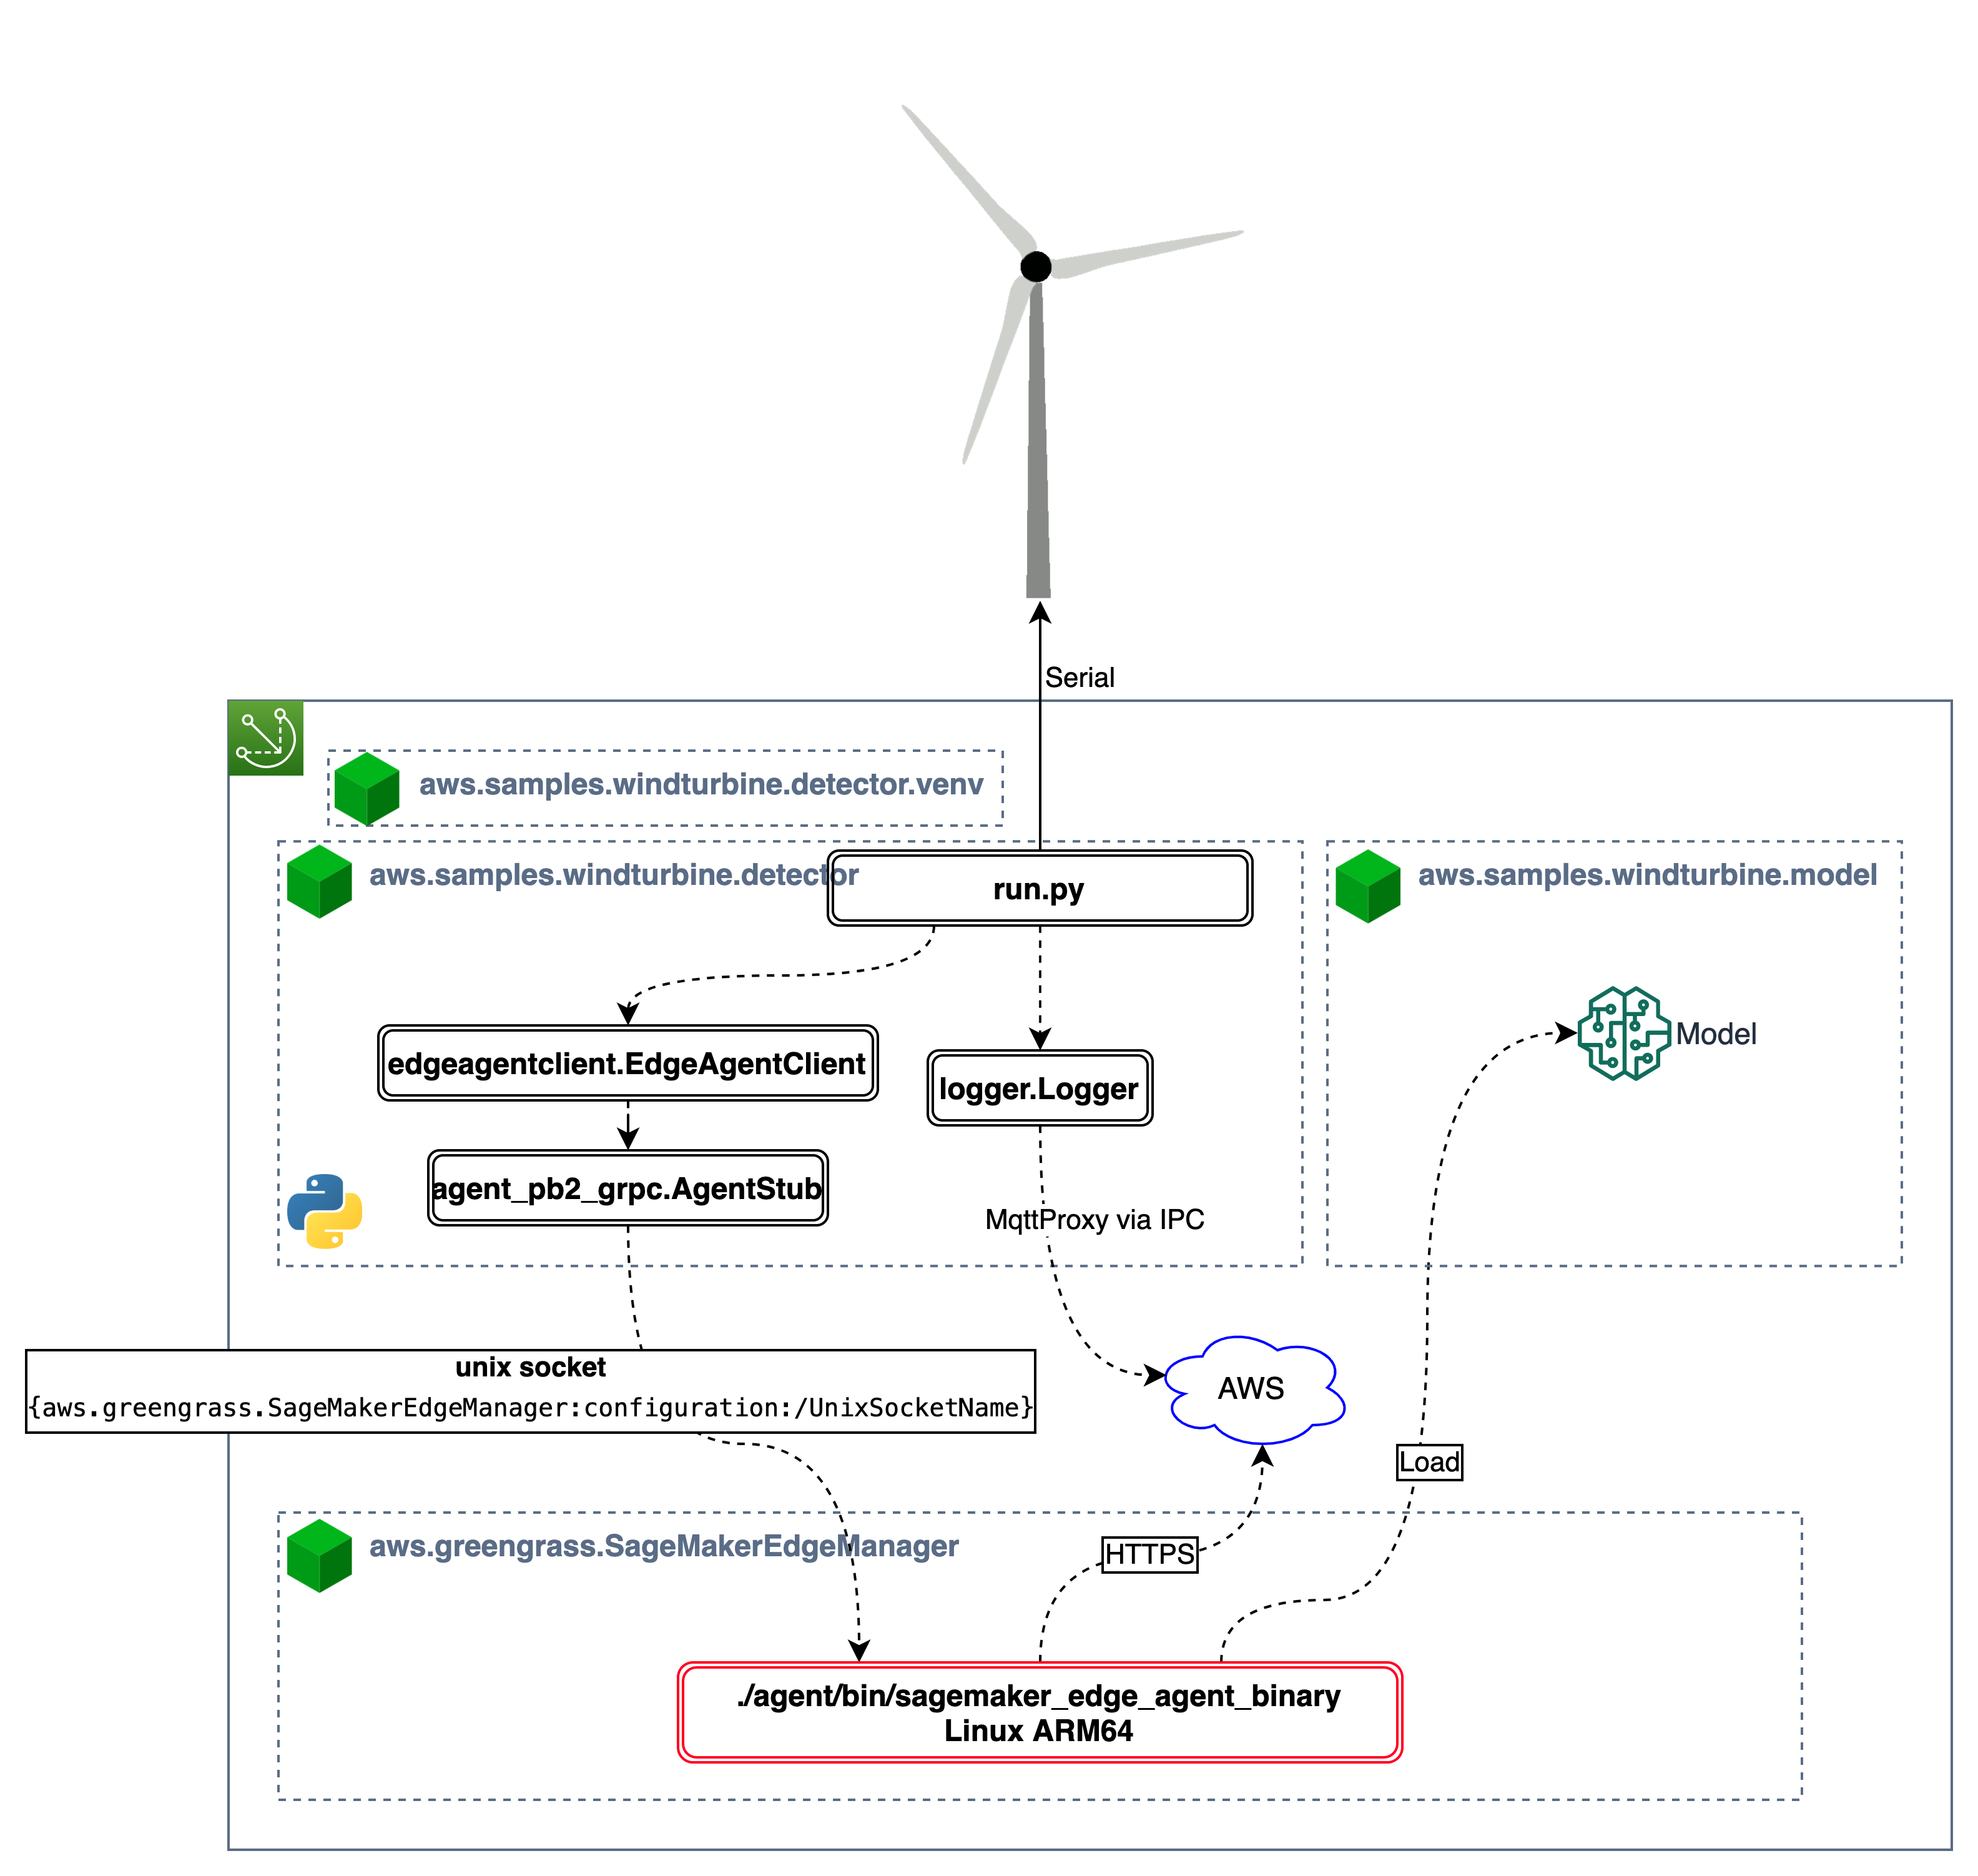 Serial
aws.samples.windturbine.detector.venv
aws.samples.windturbine.detector
run.py
aws.samples.windturbine.model
Model
edgeagentclient.EdgeAgentClient
logger.Logger
agent_pb2_grpc.AgentStub
MqttProxy via IPC
unix socket
{aws.greengrass.SageMakerEdgeManager:configuration:/UnixSocketName}
AWS
Load
aws.greengrass.SageMakerEdgeManager
HTTPS
./agent/bin/sagemaker_edge_agent_binary
Linux ARM64